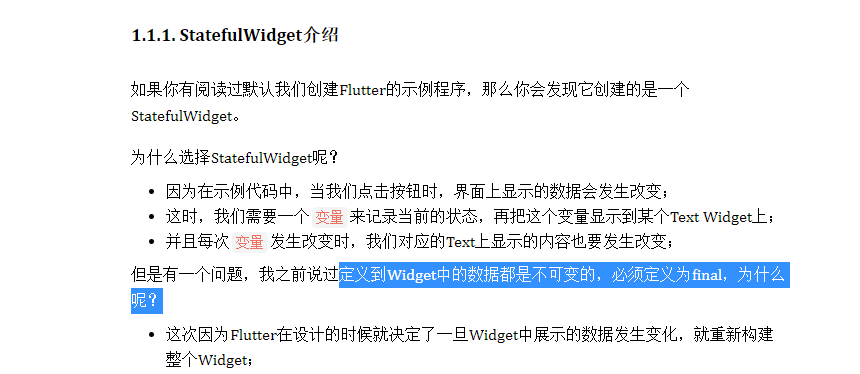 1.1.1. StatefulWidget介绍
如果你有阅读过默认我们创建Flutter的示例程序，那么你会发现它创建的是一个
StatefulWidget。
为什么选择StatefulWidget呢？
• 因为在示例代码中，当我们点击按钮时，界面上显示的数据会发生改变；
• 这时，我们需要一个 变量 来记录当前的状态，再把这个变量显示到某个Text Widget上；
• 并且每次 变量 发生改变时，我们对应的Text上显示的内容也要发生改变；
但是有一个问题，我之前说过定义到Widget中的数据都是不可变的，必须定义为final，为什么
呢？
• 这次因为Flutter在设计的时候就决定了一旦Widget中展示的数据发生变化，就重新构建
整个Widget；